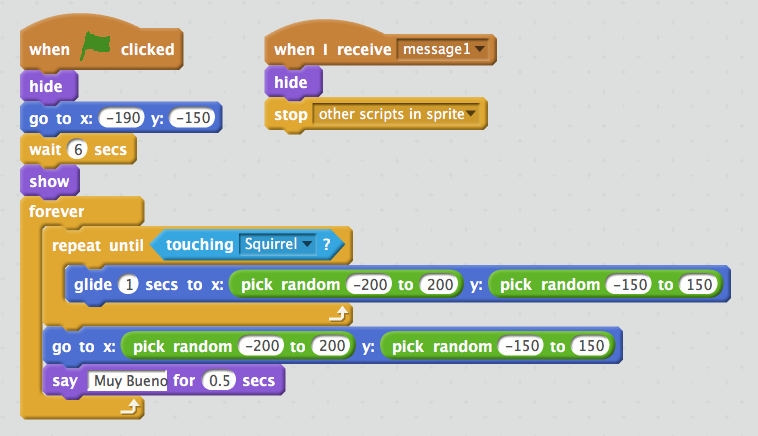 when clicked
hide
go to x: -190 y: -150
wait 6 secs
show
forever
repeat until touching Squirrel ?
glide 1 secs to x: pick random -200 to 200 y: pick random -150 to 150
go to x: pick random -200 to 200 y: pick random -150 to 150
say Muy Bueno for 0.5 secs
when I receive message1
hide
stop other scripts in sprite